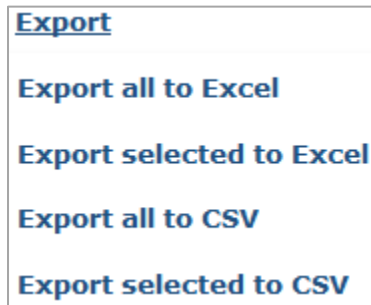 Export
Export all to Excel
Export selected to Excel
Export all to CSV
Export selected to CSV